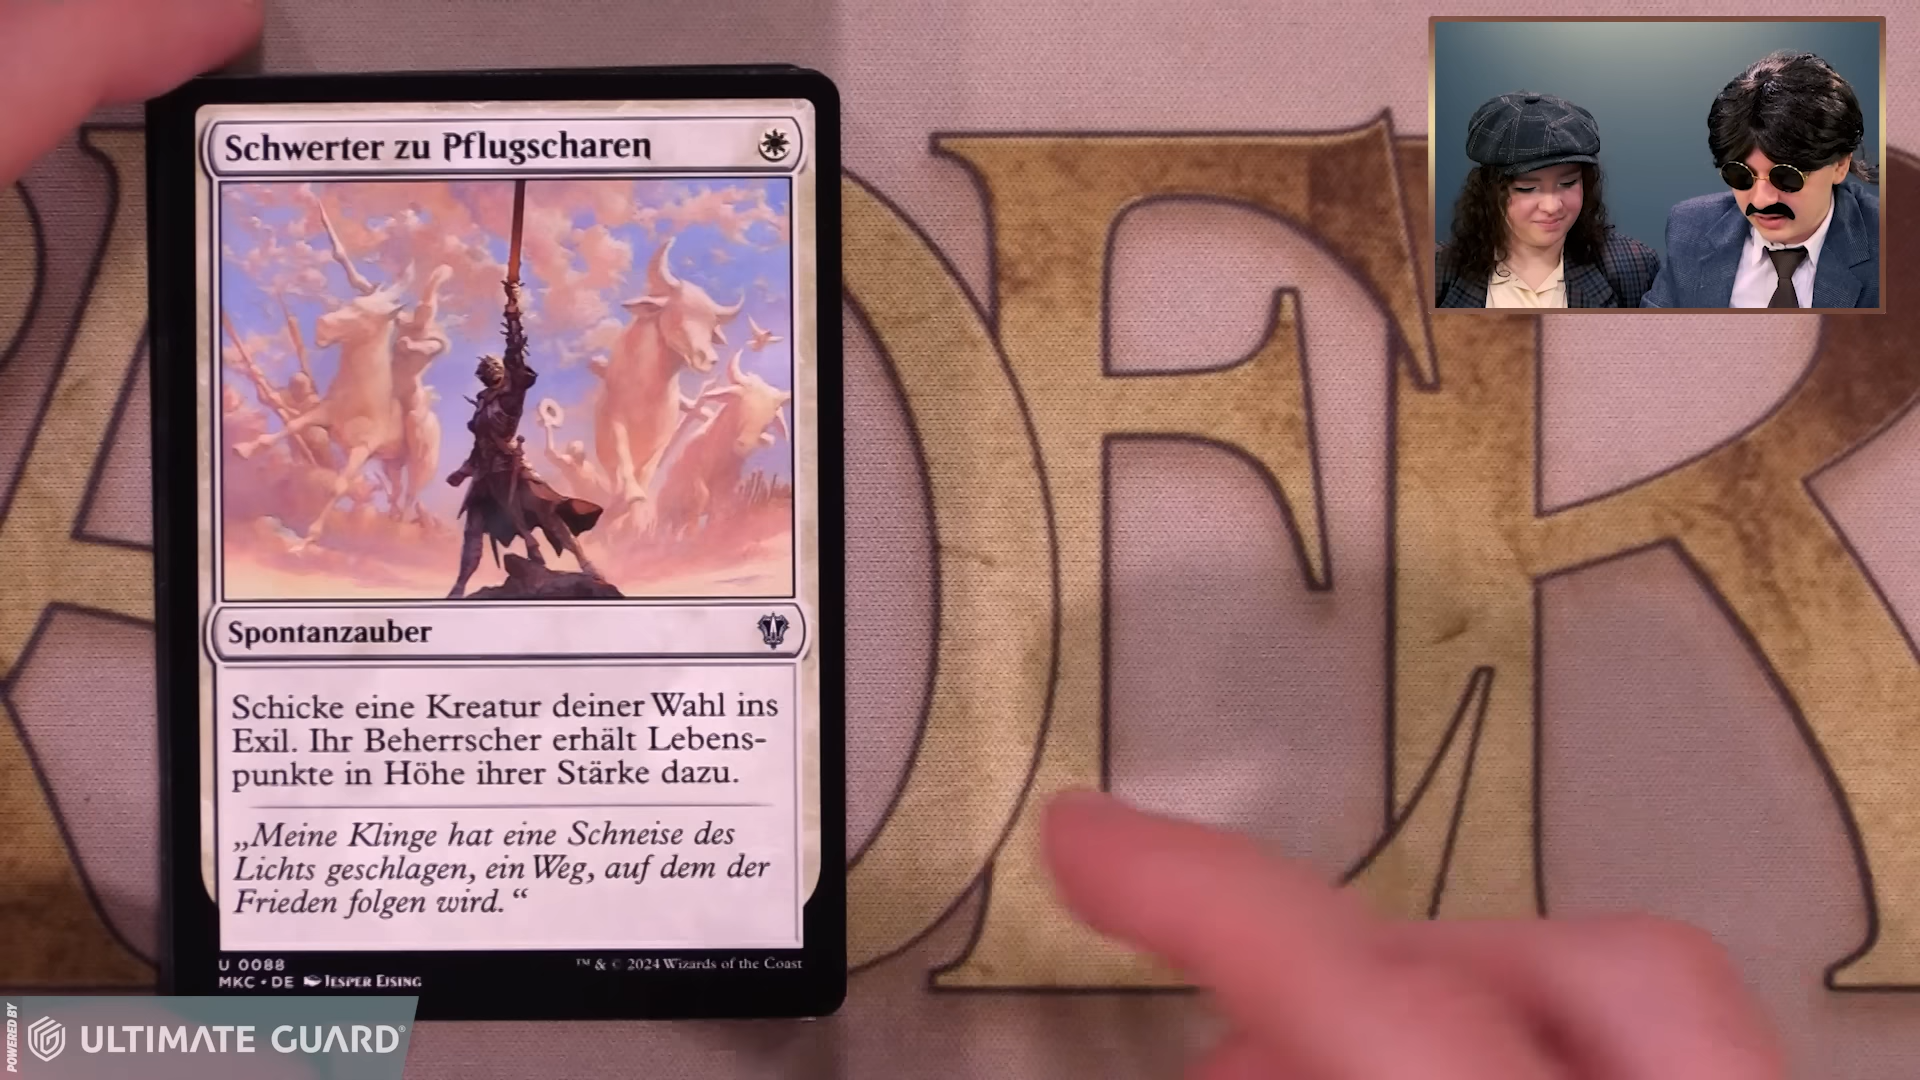 Schwerter zu Pflugscharen
Spontanzauber
Schicke eine Kreatur deiner Wahl ins
Exil. Ihr Beherrscher erhält Lebens-
punkte in Höhe ihrer Stärke dazu.
„Meine Klinge hat eine Schneise des
Lichts geschlagen, ein Weg, auf dem der
Frieden folgen wird.“
U 0088
™ & © 2024 Wizards of the Coast
MKC • DE JESPER EJSING
POWERED BY
ULTIMATE GUARD®